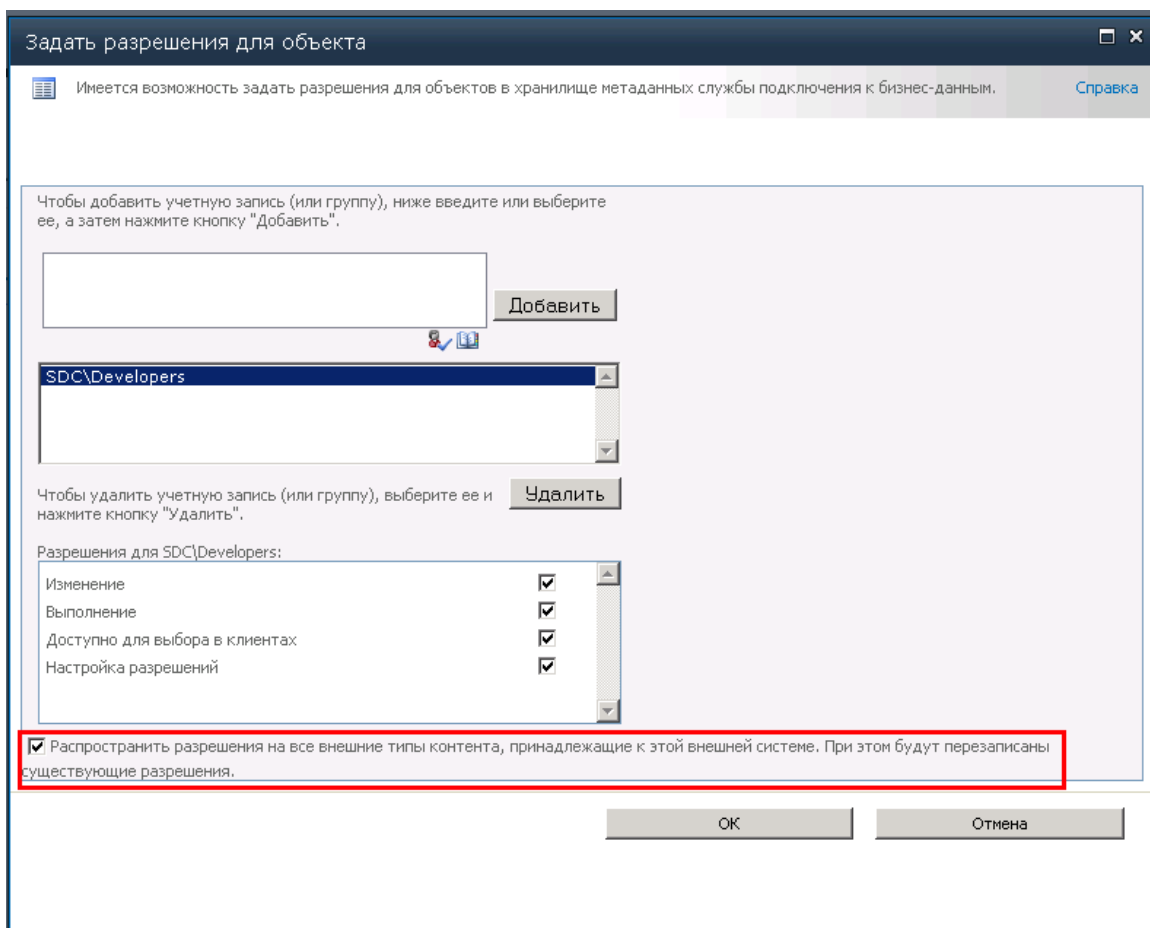 Задать разрешения для объекта
Имеется возможность задать разрешения для объектов в хранилище метаданных службы подключения к бизнес-данным.
Справка
Чтобы добавить учетную запись (или группу), ниже введите или выберите
ее, а затем нажмите кнопку "Добавить".
Добавить
SDC\Developers
Чтобы удалить учетную запись (или группу), выберите ее и
нажмите кнопку "Удалить".
Удалить
Разрешения для SDC\Developers:
Изменение
Выполнение
Доступно для выбора в клиентах
Настройка разрешений
Распространить разрешения на все внешние типы контента, принадлежащие к этой внешней системе. При этом будут перезаписаны
существующие разрешения.
ОК
Отмена